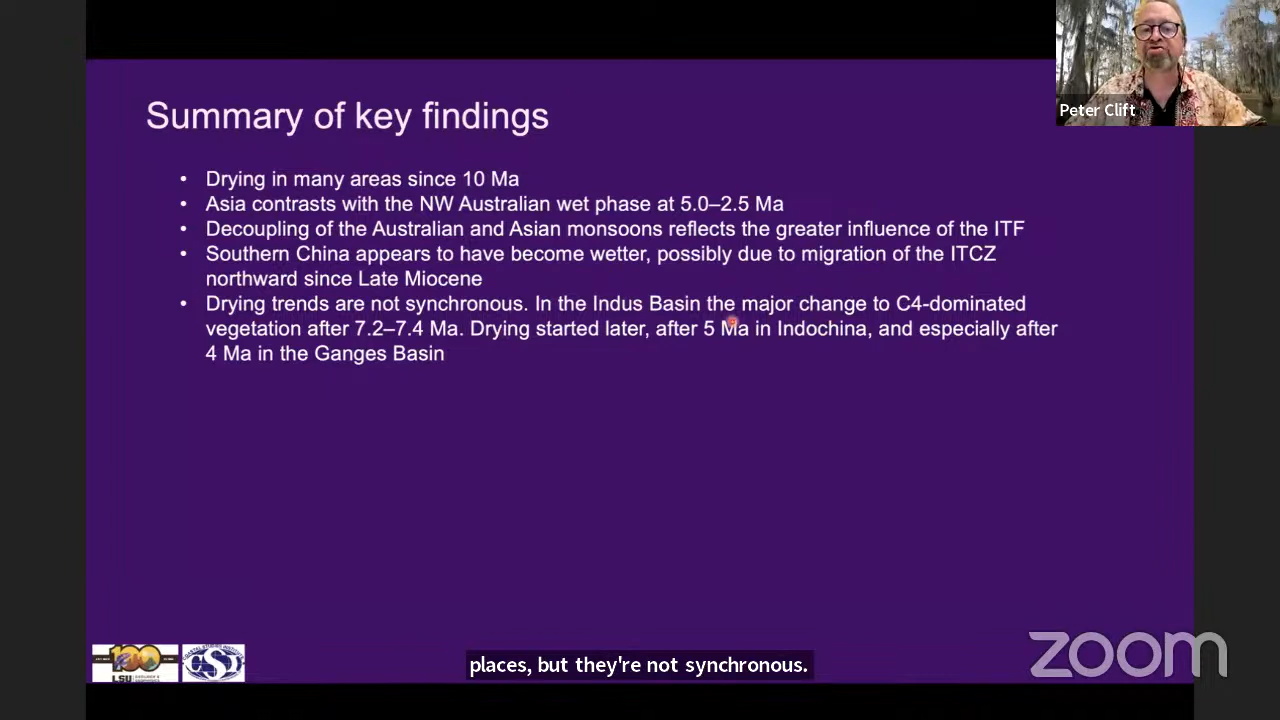 Peter Clift
Summary of key findings
• Drying in many areas since 10 Ma
• Asia contrasts with the NW Australian wet phase at 5.0–2.5 Ma
• Decoupling of the Australian and Asian monsoons reflects the greater influence of the ITF
• Southern China appears to have become wetter, possibly due to migration of the ITCZ
northward since Late Miocene
• Drying trends are not synchronous. In the Indus Basin the major change to C4-dominated
vegetation after 7.2–7.4 Ma. Drying started later, after 5 Ma in Indochina, and especially after
4 Ma in the Ganges Basin
100
LSU
CSI
places, but they're not synchronous.
zoom